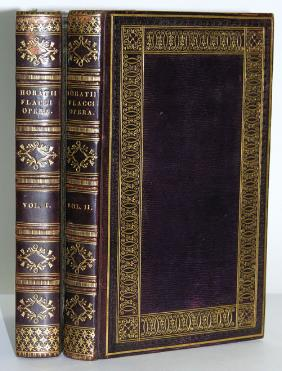 HORATII
FLACCI
OPERA.
VOL. I.
HORATII
FLACCI
OPERA.
VOL. II.